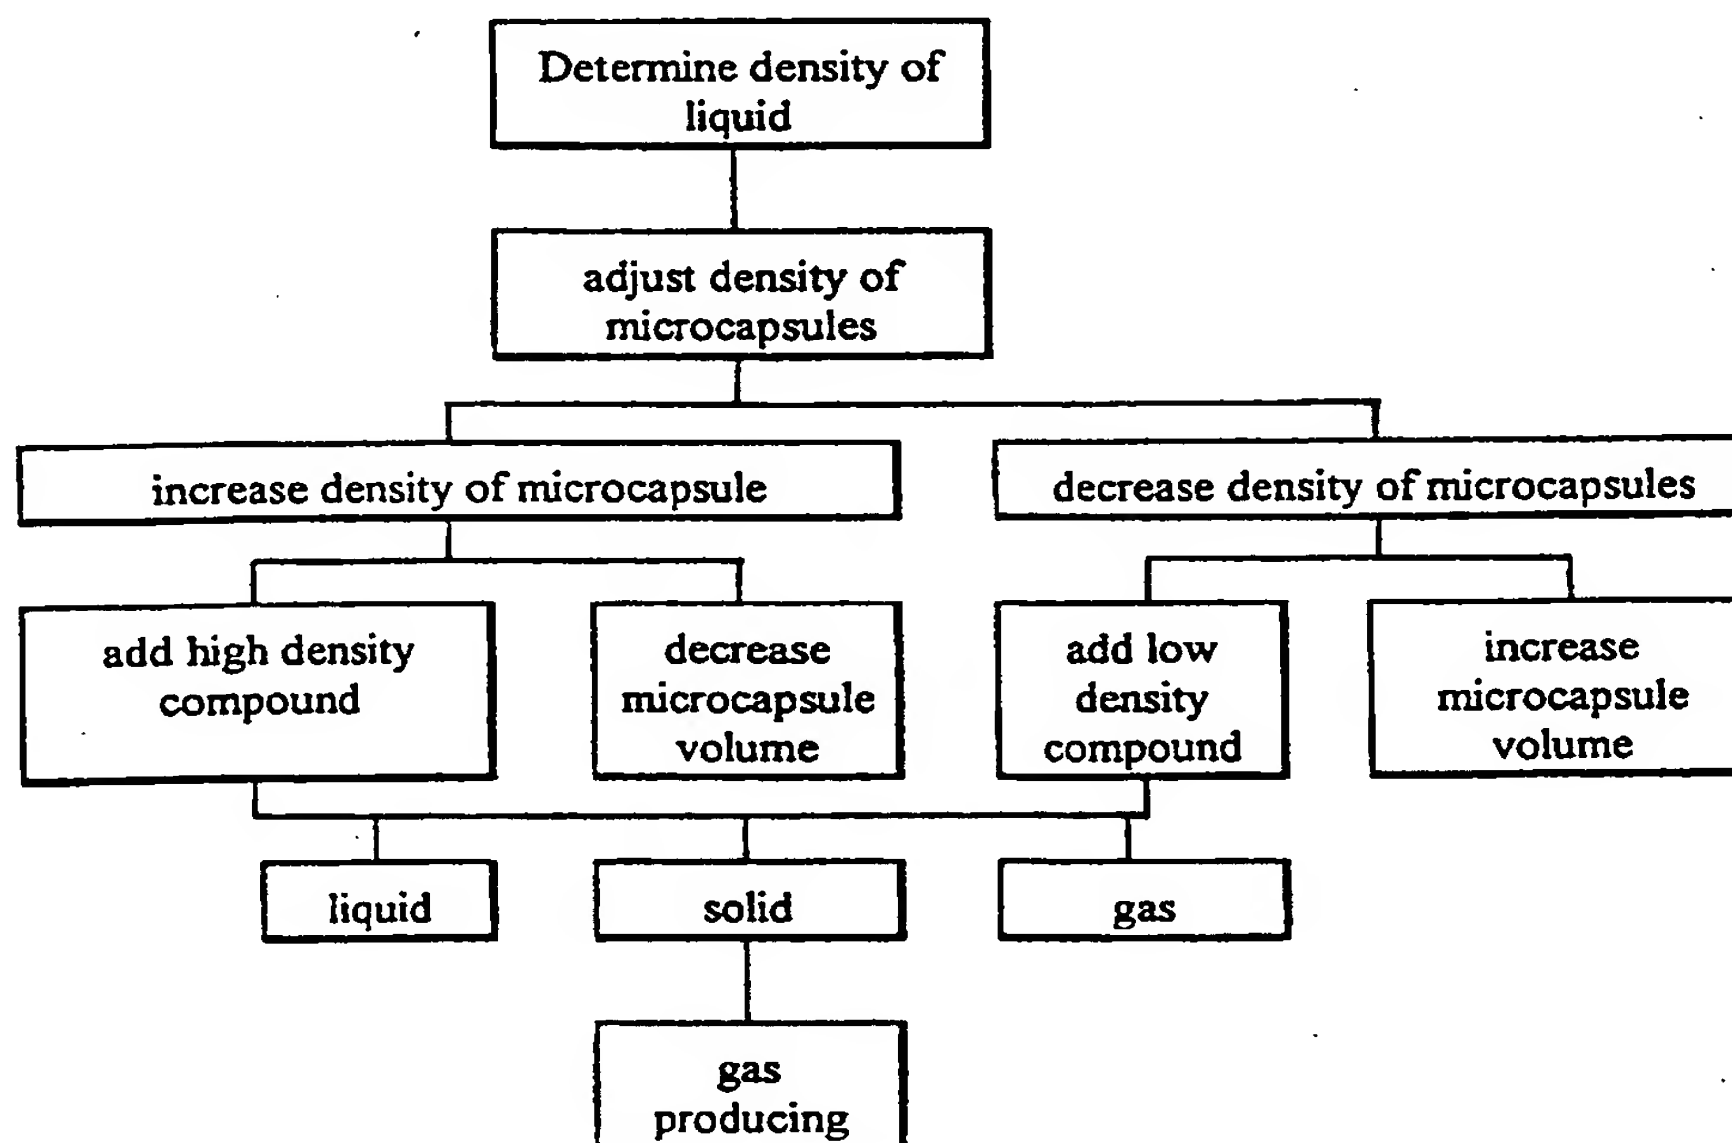 Determine density of
liquid
adjust density of
microcapsules
increase density of microcapsule
decrease density of microcapsules
add high density
compound
decrease
microcapsule
volume
add low
density
compound
increase
microcapsule
volume
liquid
solid
gas
gas
producing